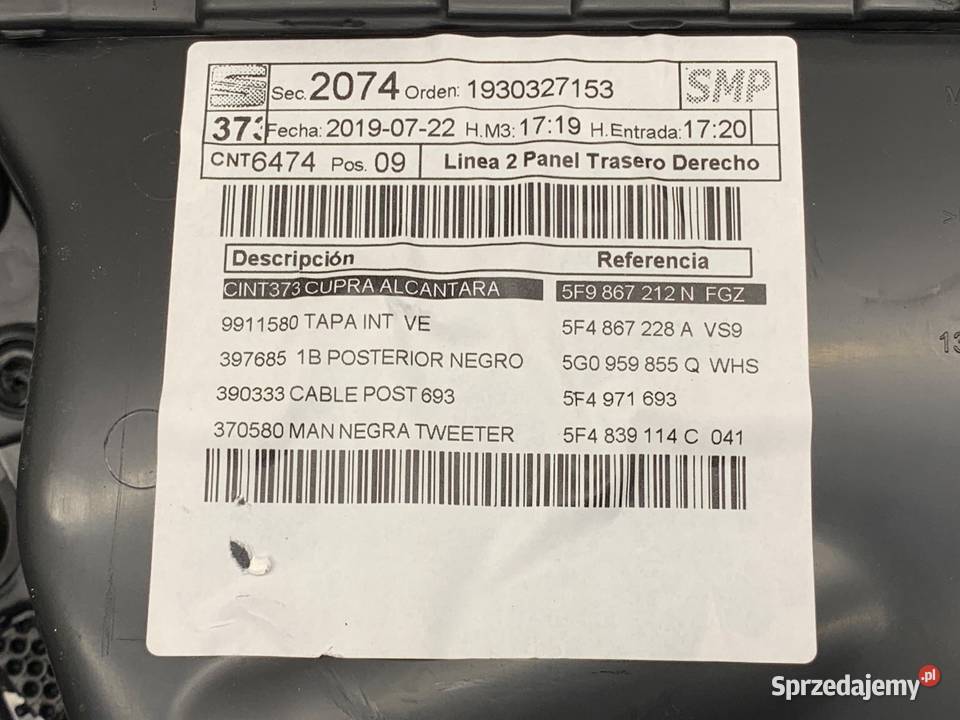 Sec. 2074 Orden: 1930327153 SMP
373 Fecha: 2019-07-22 H.M3: 17:19 H.Entrada: 17:20
CNT 6474 Pos. 09 Linea 2 Panel Trasero Derecho
Descripción Referencia
CINT373 CUPRA ALCANTARA 5F9 867 212 N FGZ
9911580 TAPA INT VE 5F4 867 228 A VS9
397685 1B POSTERIOR NEGRO 5G0 959 855 Q WHS
390333 CABLE POST 693 5F4 971 693
370580 MAN NEGRA TWEETER 5F4 839 114 C 041
Sprzedajemy.pl